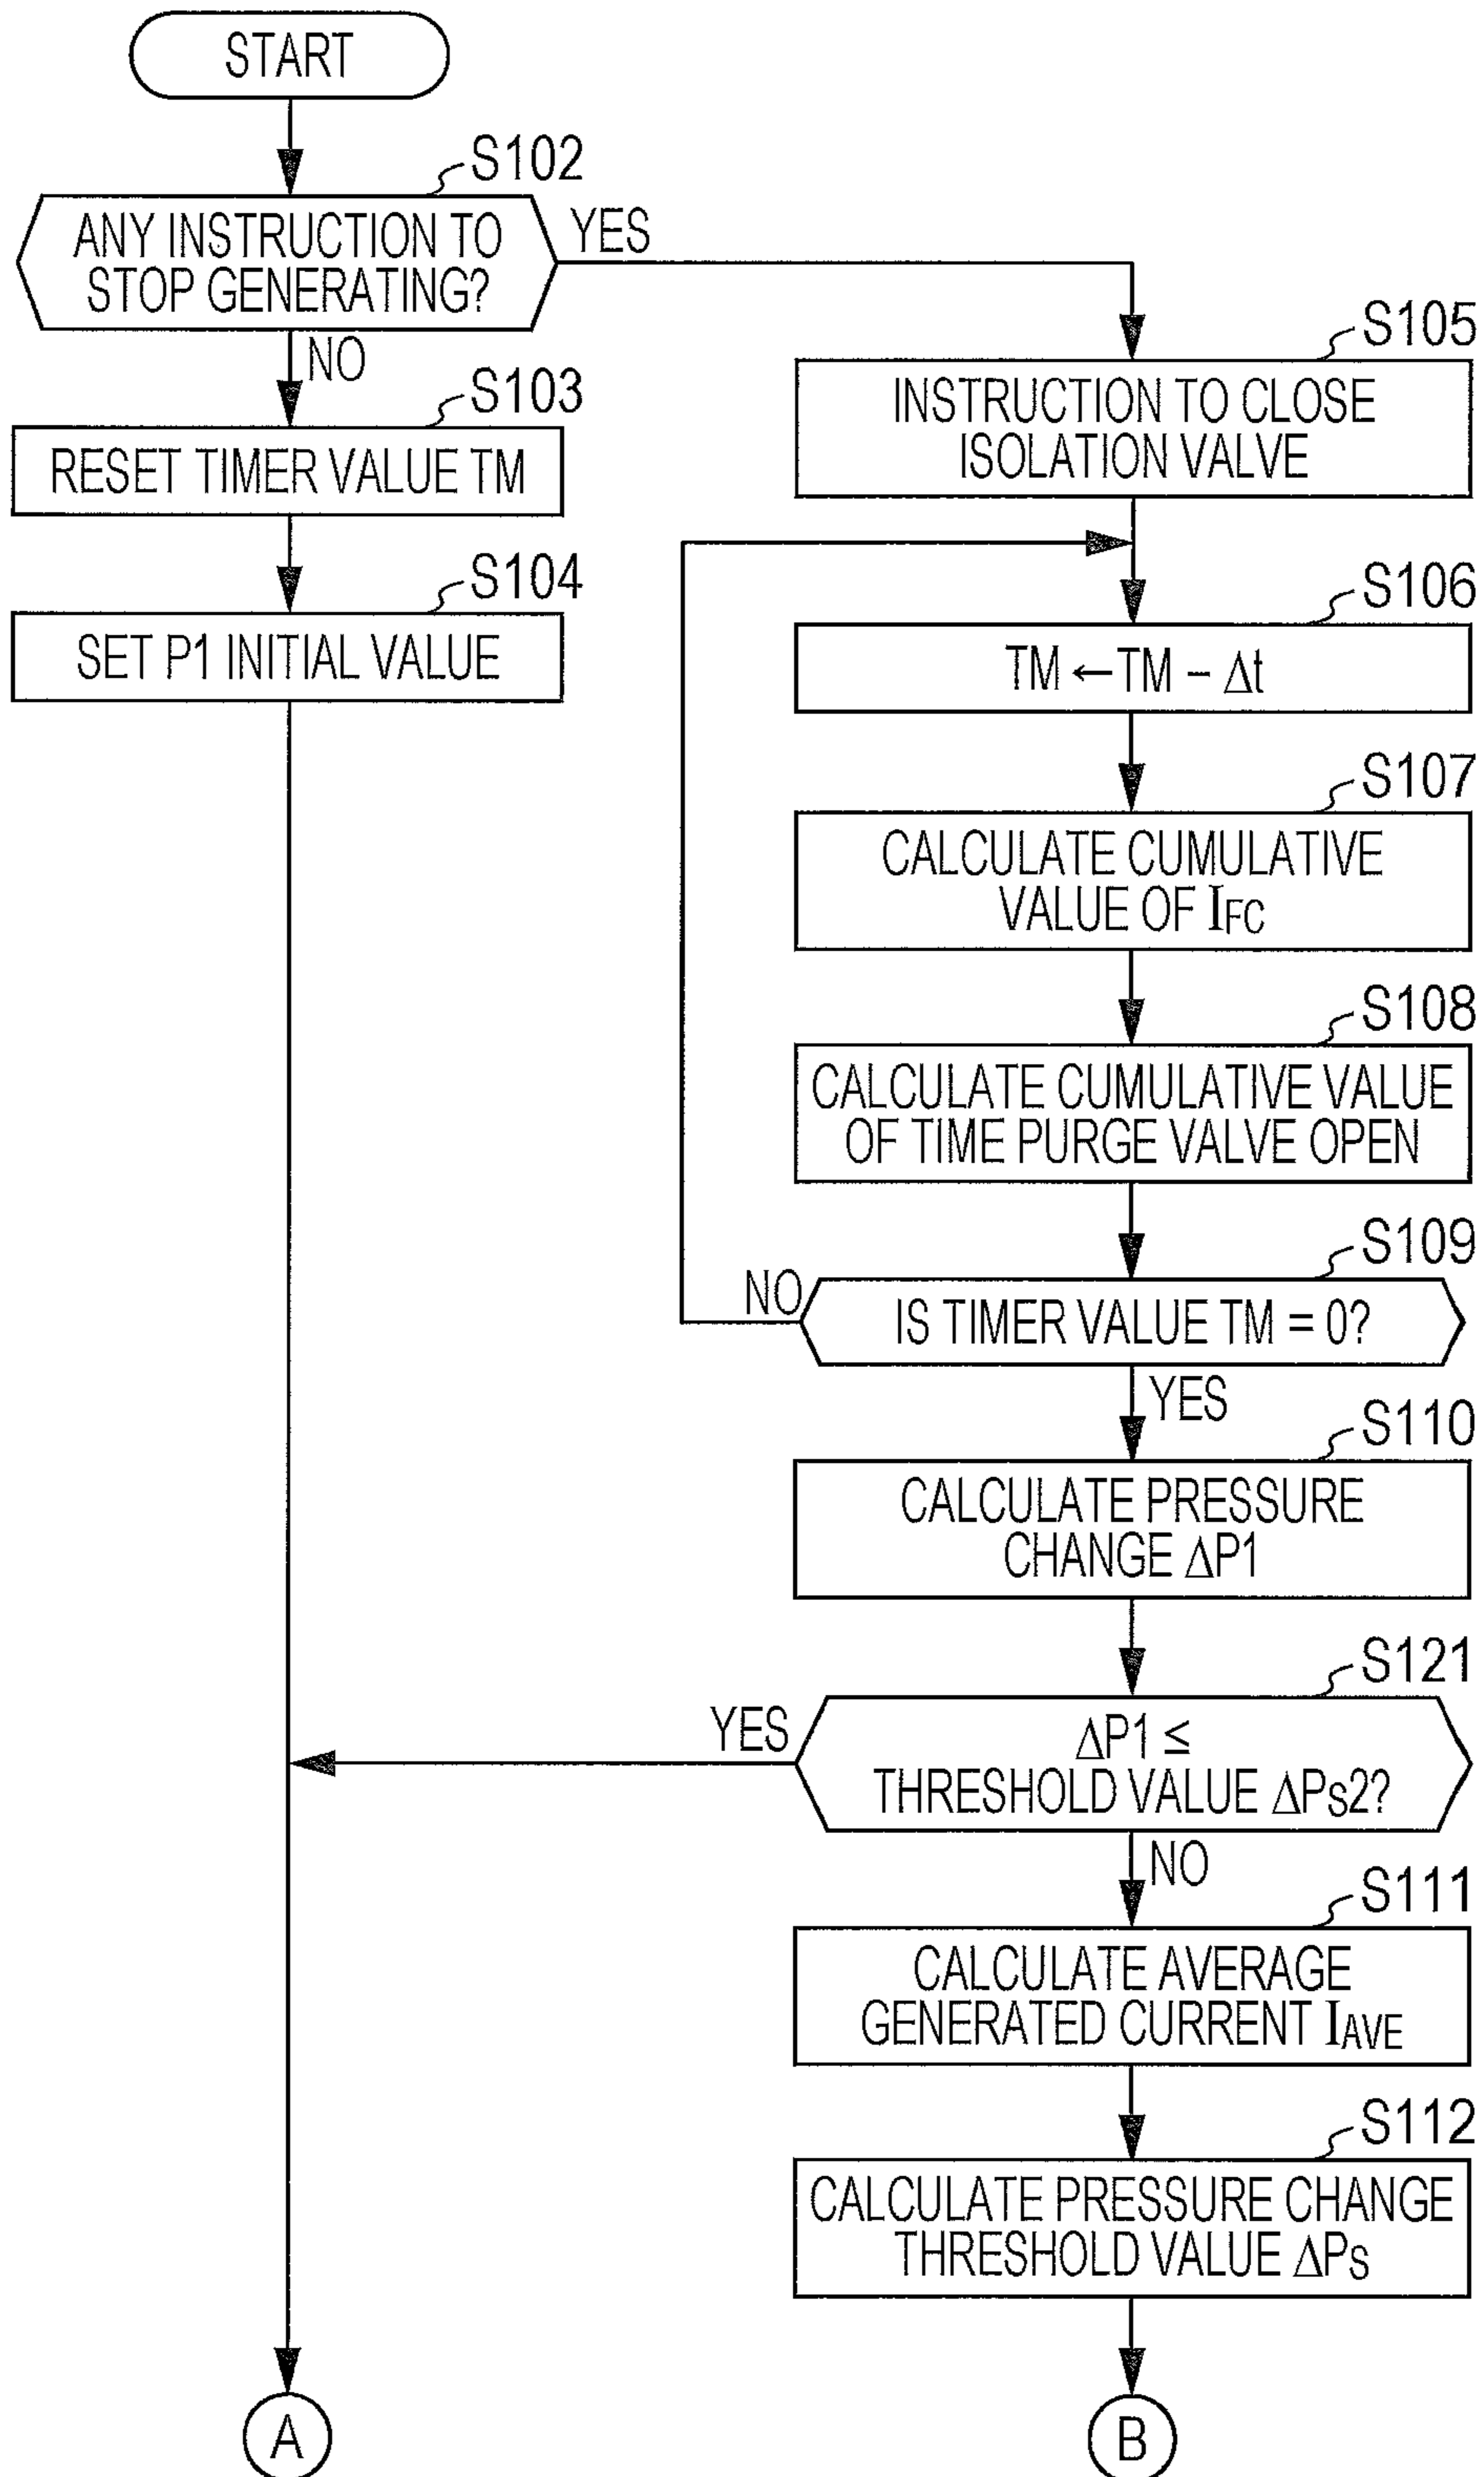 START
S102
ANY INSTRUCTION TO
STOP GENERATING?
YES
NO
S103
RESET TIMER VALUE TM
S104
SET P1 INITIAL VALUE
S105
INSTRUCTION TO CLOSE
ISOLATION VALVE
S106
TM ← TM – Δt
S107
CALCULATE CUMULATIVE
VALUE OF IFC
S108
CALCULATE CUMULATIVE VALUE
OF TIME PURGE VALVE OPEN
S109
NO
IS TIMER VALUE TM = 0?
YES
S110
CALCULATE PRESSURE
CHANGE ΔP1
S121
YES
ΔP1 ≤
THRESHOLD VALUE ΔPS2?
NO
S111
CALCULATE AVERAGE
GENERATED CURRENT IAVE
S112
CALCULATE PRESSURE CHANGE
THRESHOLD VALUE ΔPS
A
B